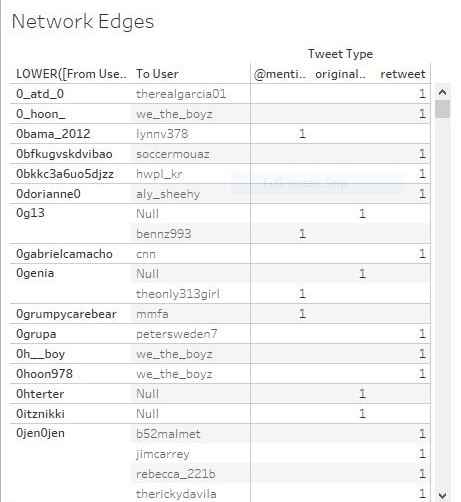 Network Edges
Tweet Type
LOWER([From Use.. To User @menti.. original.. retweet
0_atd_0 therealgarcia01 1
0_hoon_ we_the_boyz 1
0bama_2012 lynnv378 1
0bfkugvskdvibao soccermouaz 1
0bkkc3a6uo5djzz hwpl_kr 1
Full-screen Snip
0dorianne0 aly_sheehy 1
0g13 Null 1
bennz993 1
0gabrielcamacho cnn 1
0genia Null 1
theonly313girl 1
0grumpycarebear mmfa 1
0grupa petersweden7 1
0h__boy we_the_boyz 1
0hoon978 we_the_boyz 1
0hterter Null 1
0itznikki Null 1
0jen0jen b52malmet 1
jimcarrey 1
rebecca_221b 1
therickydavila 1